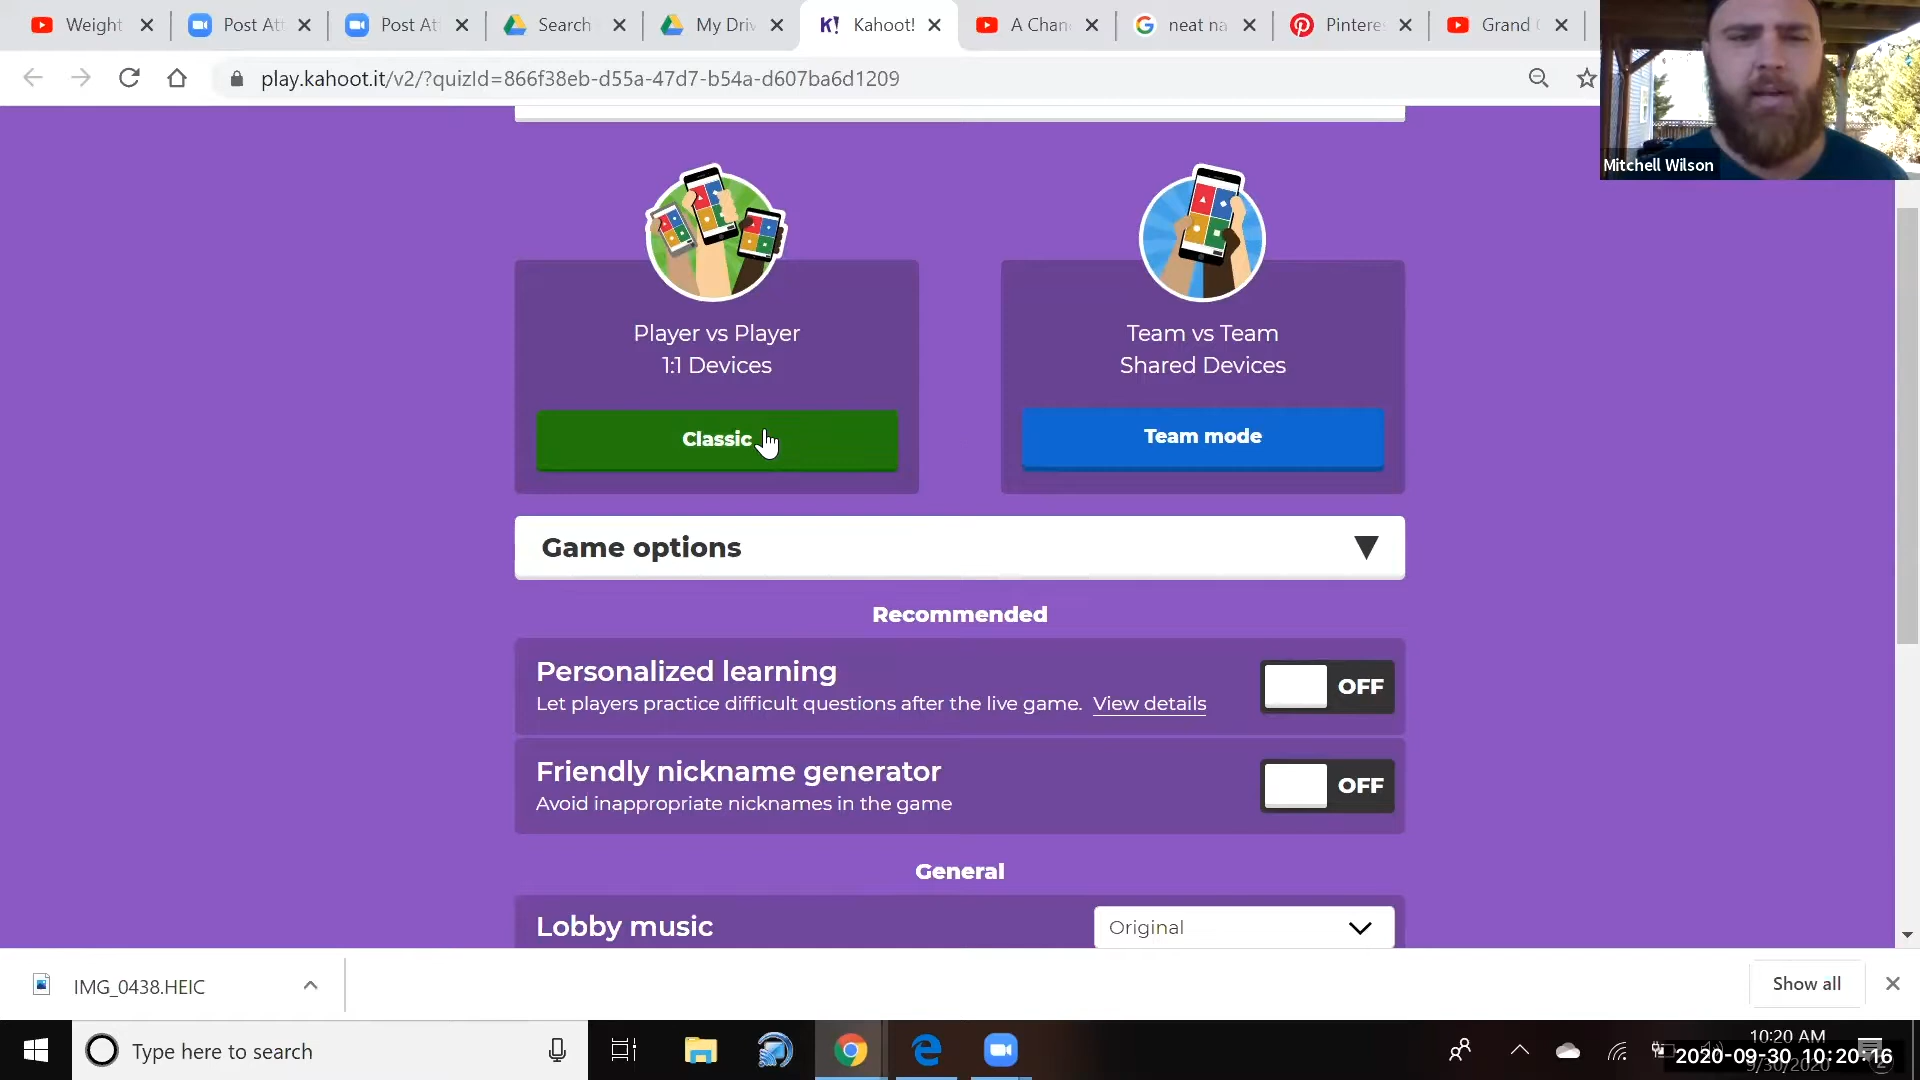 Weight
Post At
Post At
Search
My Driv
K! Kahoot!
A Chan
neat na
Pintere
Grand
play.kahoot.it/v2/?quizId=866f38eb-d55a-47d7-b54a-d607ba6d1209
Mitchell Wilson
Player vs Player
1:1 Devices
Classic
Team vs Team
Shared Devices
Team mode
Game options
Recommended
Personalized learning
Let players practice difficult questions after the live game. View details
OFF
Friendly nickname generator
Avoid inappropriate nicknames in the game
OFF
General
Lobby music
Original
IMG_0438.HEIC
Show all
Type here to search
10:20 AM
9/30/2020
2020-09-30 10:20:16